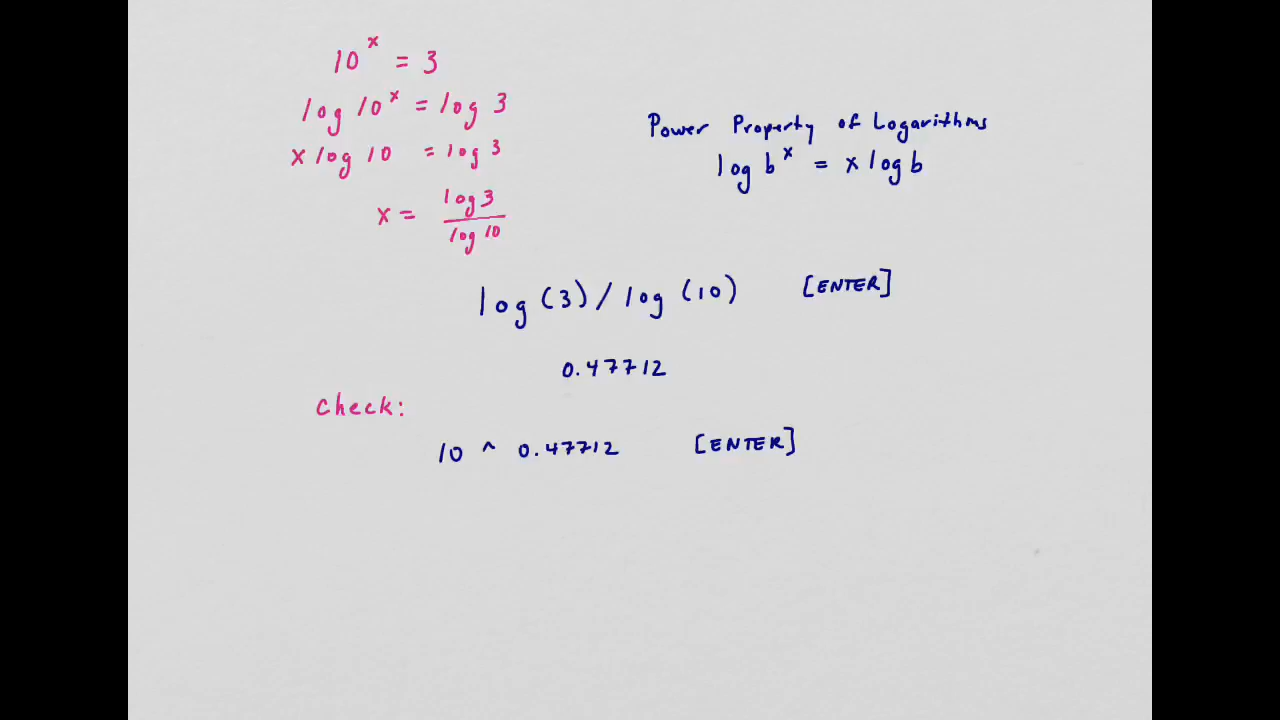 10^x = 3
log 10^x = log 3
x log 10 = log 3
x = log 3 / log 10
Power Property of Logarithms
log b^x = x log b
log (3) / log (10) [ENTER]
0.47712
Check:
10 ^ 0.47712 [ENTER]